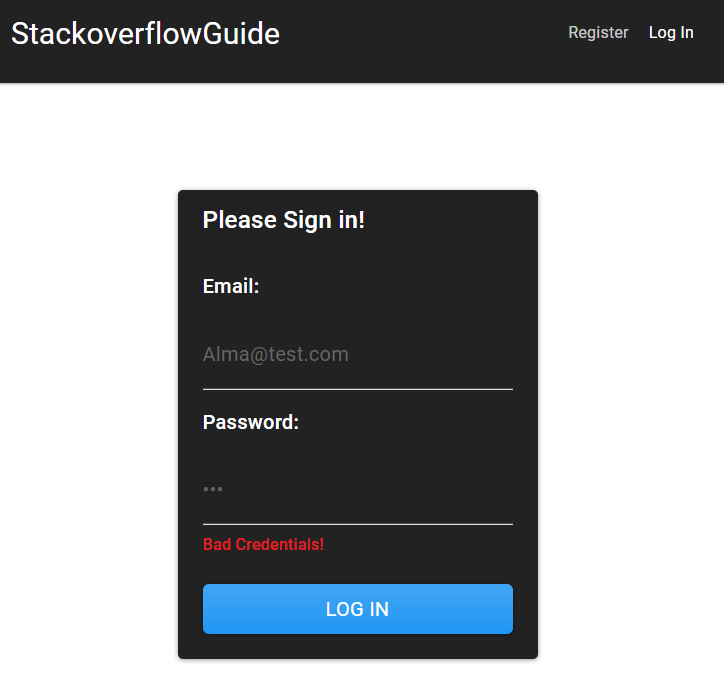 StackoverflowGuide
Register Log In
Please Sign in!
Email:
Alma@test.com
Password:
•••
Bad Credentials!
LOG IN